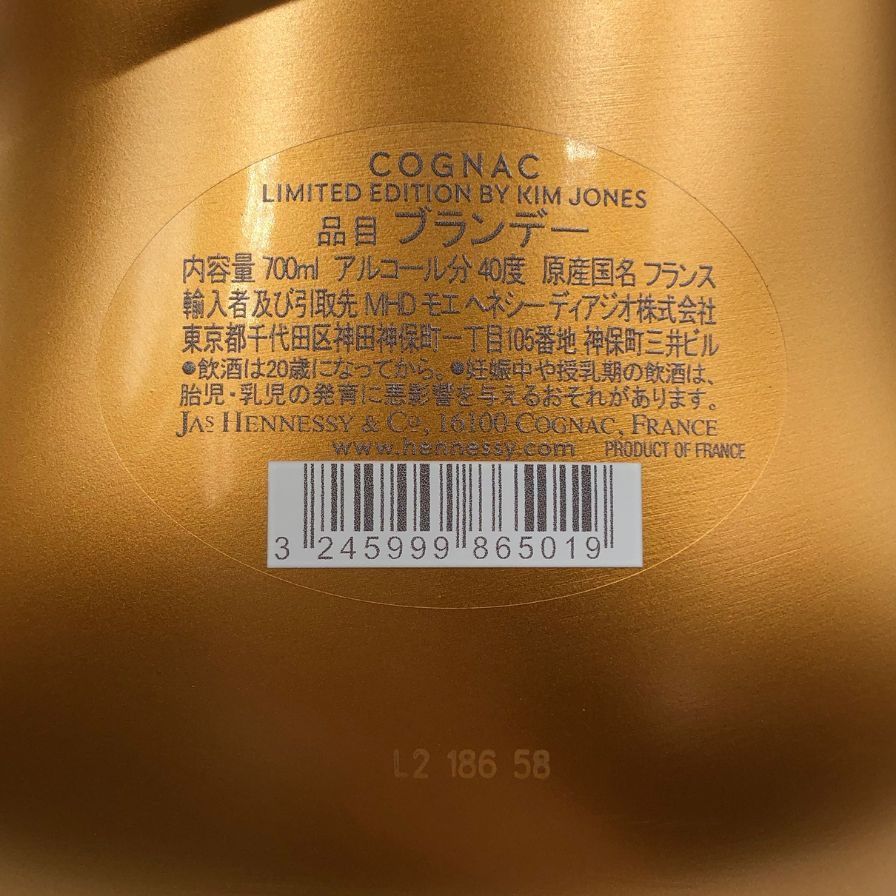 COGNAC
LIMITED EDITION BY KIM JONES
品目 ブランデー
内容量 700ml アルコール分 40度 原産国名 フランス
輸入者及び引取先 MHD モエ ヘネシー ディアジオ株式会社
東京都千代田区神田神保町一丁目105番地 神保町三井ビル
●飲酒は20歳になってから。●妊娠中や授乳期の飲酒は、
胎児・乳児の発育に悪影響を与えるおそれがあります。
JAS HENNESSY & CO, 16100 COGNAC, FRANCE
www.hennessy.com PRODUCT OF FRANCE
3 245999 865019
L2 186 58